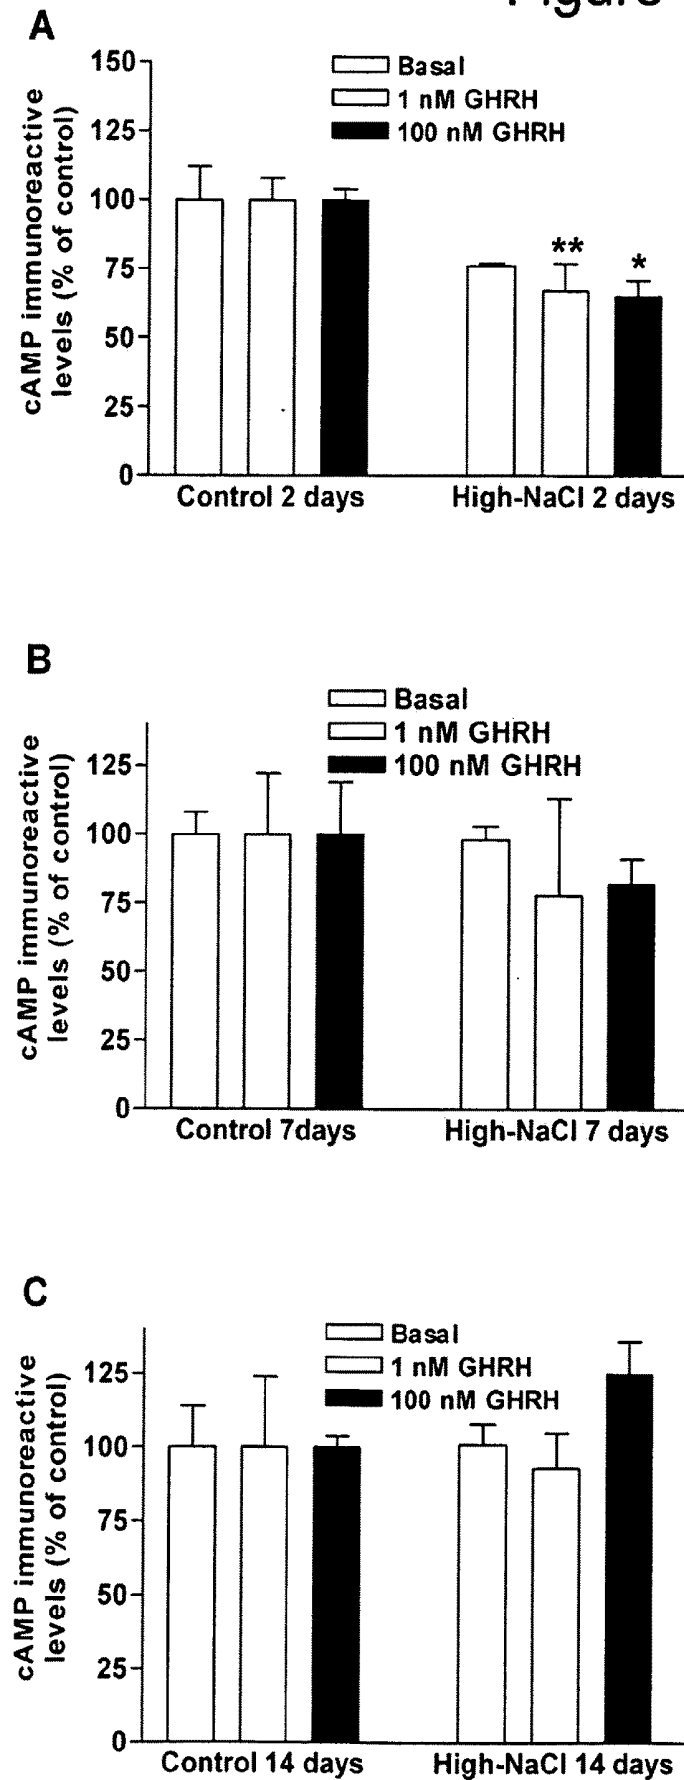 Figure
A
cAMP immunoreactive
levels (% of control)
150
125
100
75
50
25
0
Basal
1 nM GHRH
100 nM GHRH
**
*
Control 2 days
High-NaCl 2 days
B
cAMP immunoreactive
levels (% of control)
125
100
75
50
25
0
Basal
1 nM GHRH
100 nM GHRH
Control 7days
High-NaCl 7 days
C
cAMP immunoreactive
levels (% of control)
125
100
75
50
25
0
Basal
1 nM GHRH
100 nM GHRH
Control 14 days
High-NaCl 14 days